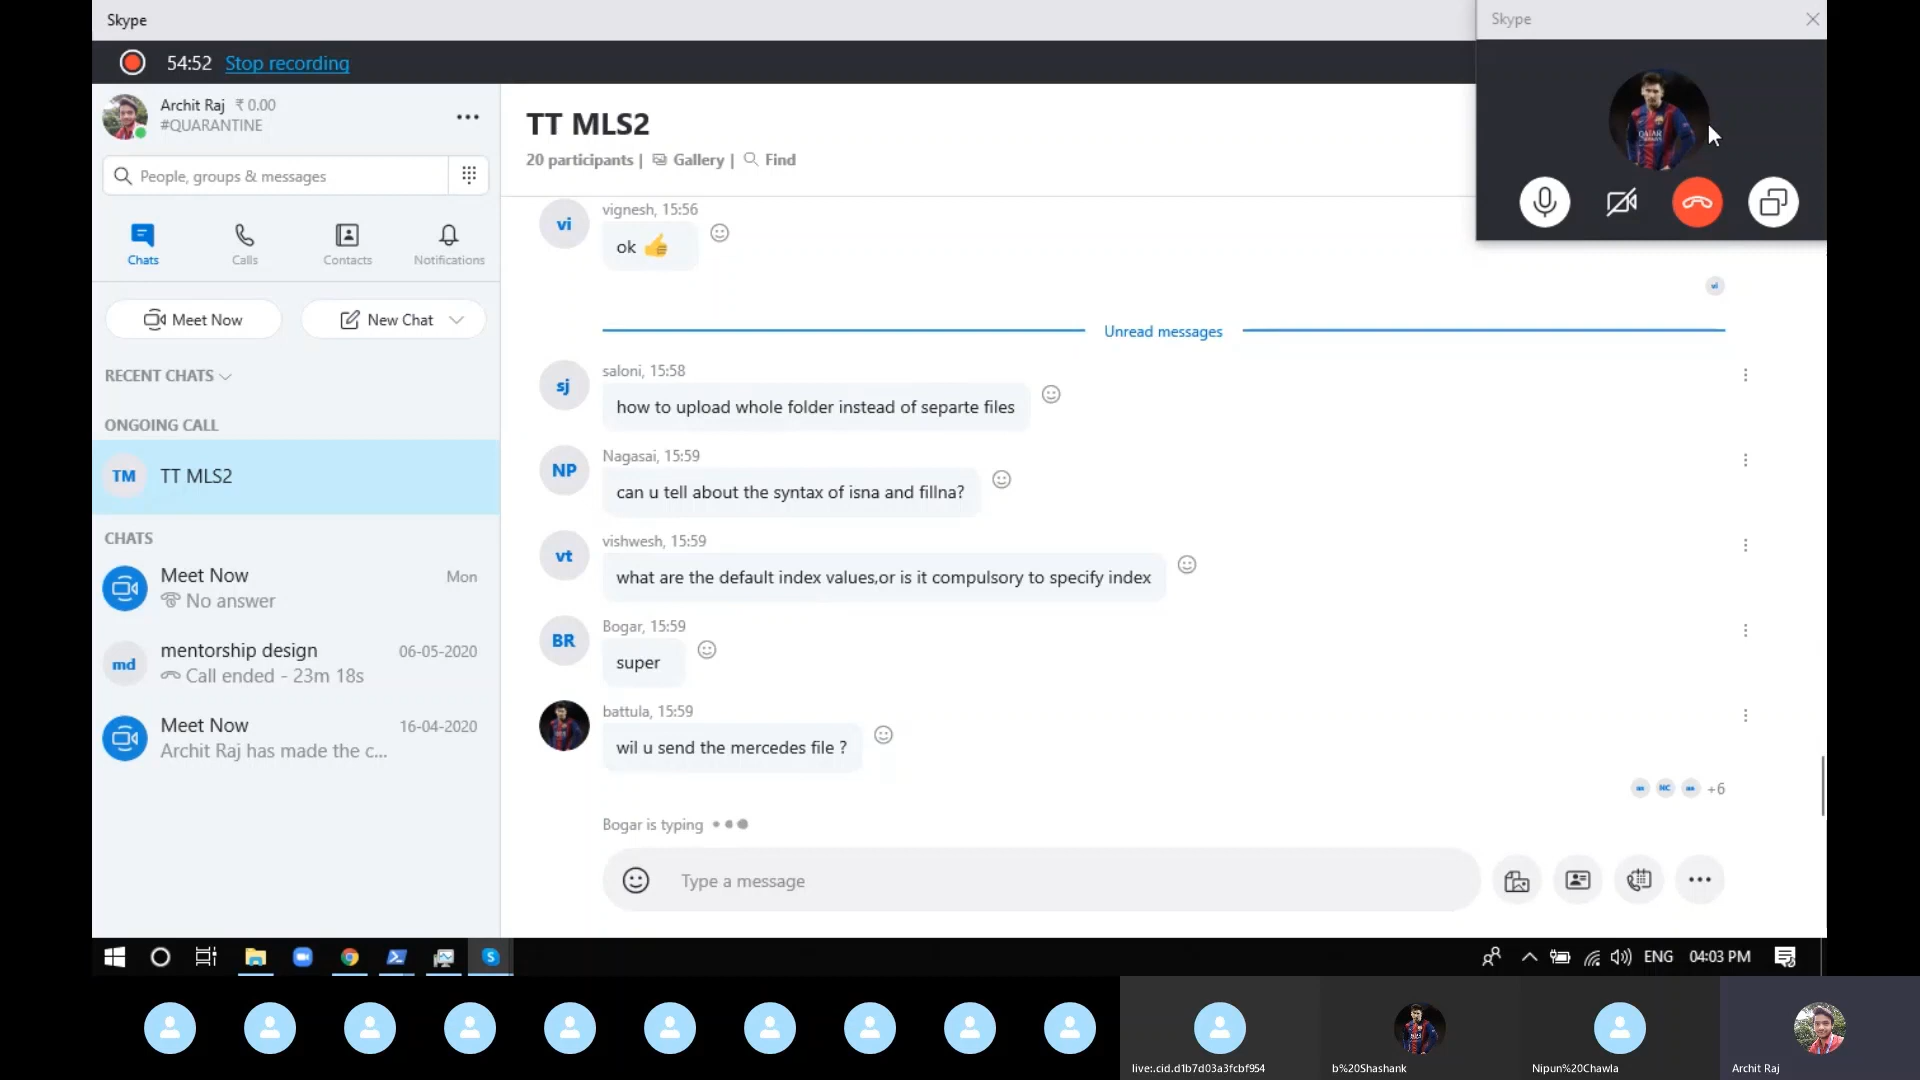 Skype
Skype
54:52 Stop recording
Archit Raj ₹ 0.00
#QUARANTINE
People, groups & messages
Chats
Calls
Contacts
Notifications
Meet Now
New Chat
RECENT CHATS
ONGOING CALL
TM TT MLS2
CHATS
Meet Now Mon
No answer
md mentorship design 06-05-2020
Call ended - 23m 18s
Meet Now 16-04-2020
Archit Raj has made the c...
TT MLS2
20 participants | Gallery | Find
QATAR
vi
vignesh, 15:56
ok
vi
Unread messages
sj
saloni, 15:58
how to upload whole folder instead of separte files
NP
Nagasai, 15:59
can u tell about the syntax of isna and fillna?
vt
vishwesh, 15:59
what are the default index values,or is it compulsory to specify index
BR
Bogar, 15:59
super
battula, 15:59
wil u send the mercedes file ?
NC +6
Bogar is typing
Type a message
ENG 04:03 PM
live:.cid.d1b7d03a3fcbf954
b%20Shashank
Nipun%20Chawla
Archit Raj